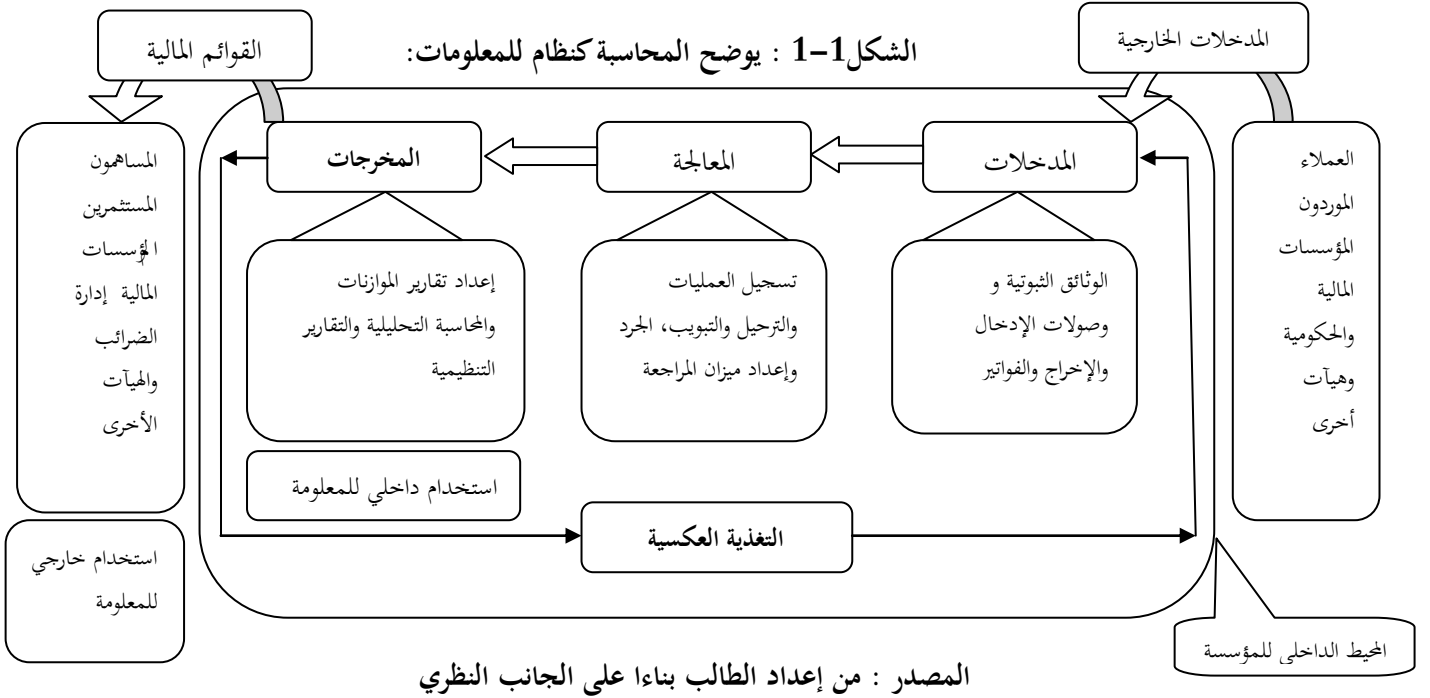 الشكل1-1 : يوضح المحاسبة كنظام للمعلومات:
المدخلات الخارجية
القوائم المالية
العملاء
الموردون
المؤسسات
المالية
والحكومية
وهيآت
أخرى
المدخلات
المعالجة
المخرجات
الوثائق الثبوتية و
وصولات الإدخال
والإخراج والفواتير
تسجيل العمليات
والترحيل والتبويب، الجرد
وإعداد ميزان المراجعة
إعداد تقارير الموازنات
والمحاسبة التحليلية والتقارير
التنظيمية
المساهمون
المستثمرين
المؤسسات
المالية إدارة
الضرائب
والهيآت
الأخرى
استخدام داخلي للمعلومة
التغذية العكسية
استخدام خارجي
للمعلومة
المحيط الداخلي للمؤسسة
المصدر : من إعداد الطالب بناءا على الجانب النظري